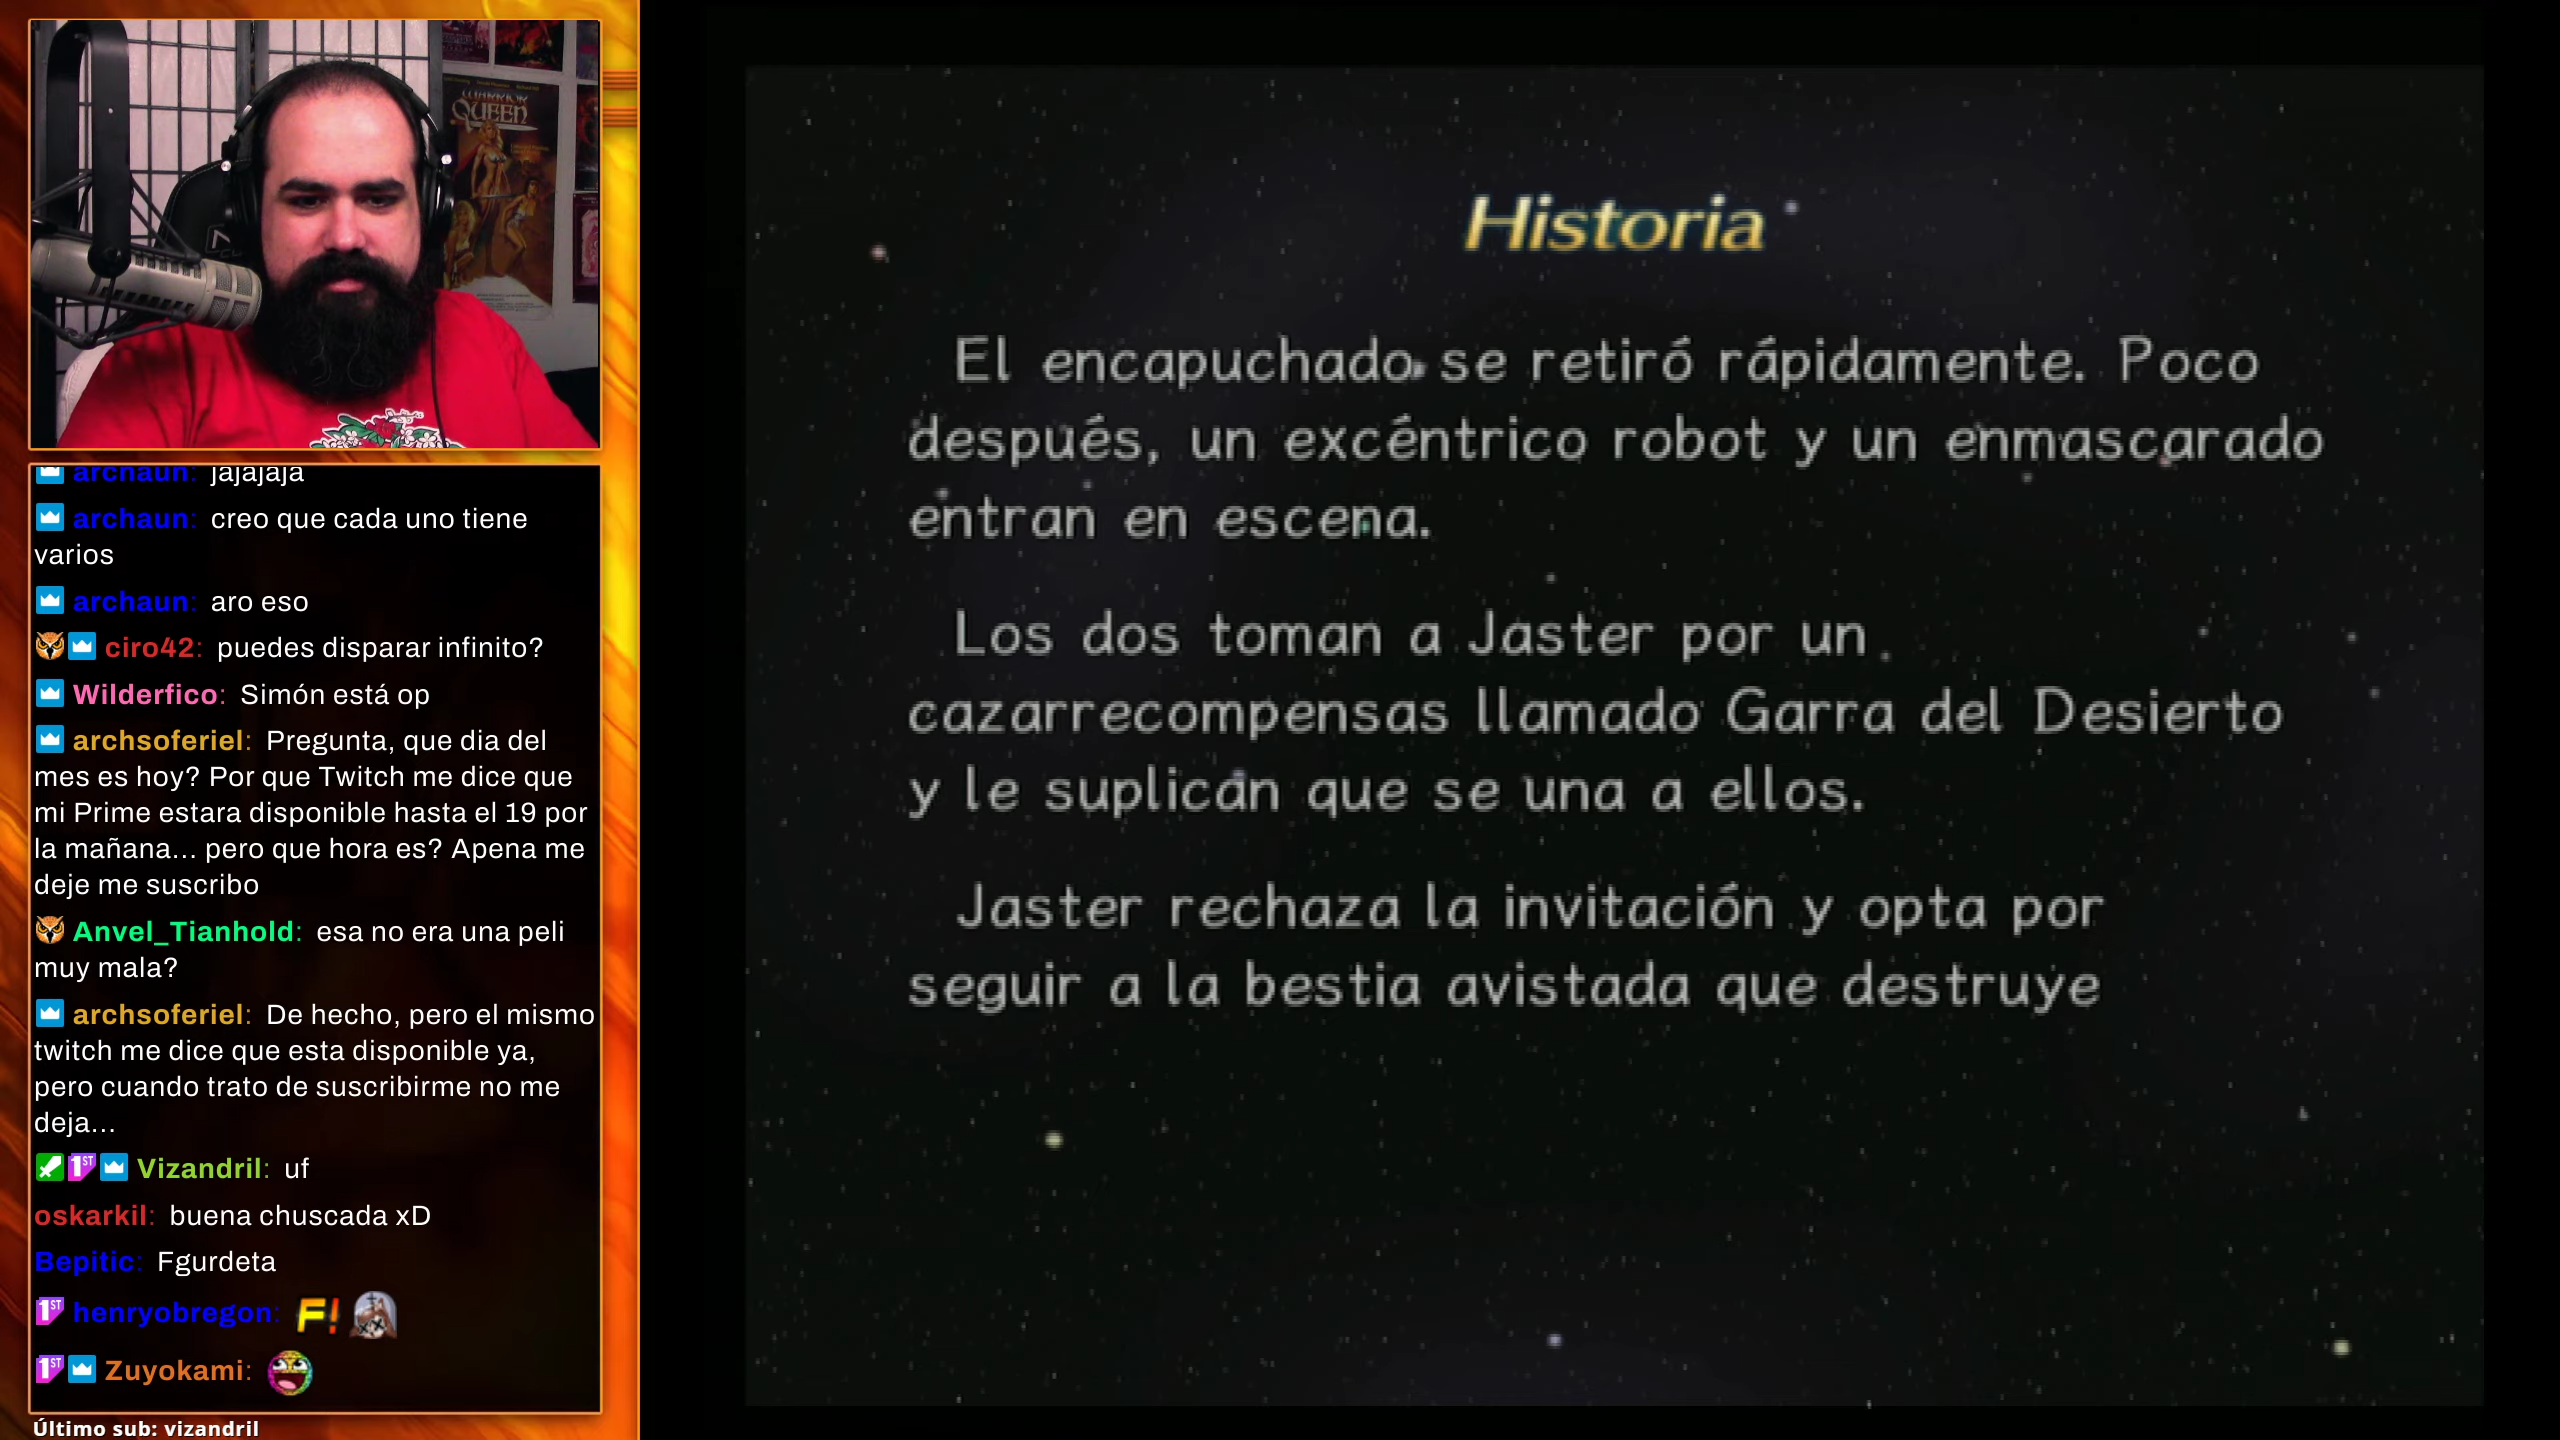 WARRIOR
QUEEN
archaun: jajajaja
archaun: creo que cada uno tiene
varios
archaun: aro eso
ciro42: puedes disparar infinito?
Wilderfico: Simón está op
archsoferiel: Pregunta, que dia del
mes es hoy? Por que Twitch me dice que
mi Prime estara disponible hasta el 19 por
la mañana... pero que hora es? Apena me
deje me suscribo
Anvel_Tianhold: esa no era una peli
muy mala?
archsoferiel: De hecho, pero el mismo
twitch me dice que esta disponible ya,
pero cuando trato de suscribirme no me
deja...
1ST Vizandril: uf
oskarkil: buena chuscada xD
Bepitic: Fgurdeta
1ST henryobregon: F!
1ST Zuyokami:
Último sub: vizandril
Historia
El encapuchado se retiró rápidamente. Poco
después, un excéntrico robot y un enmascarado
entran en escena.
Los dos toman a Jaster por un
cazarrecompensas llamado Garra del Desierto
y le suplican que se una a ellos.
Jaster rechaza la invitación y opta por
seguir a la bestia avistada que destruye